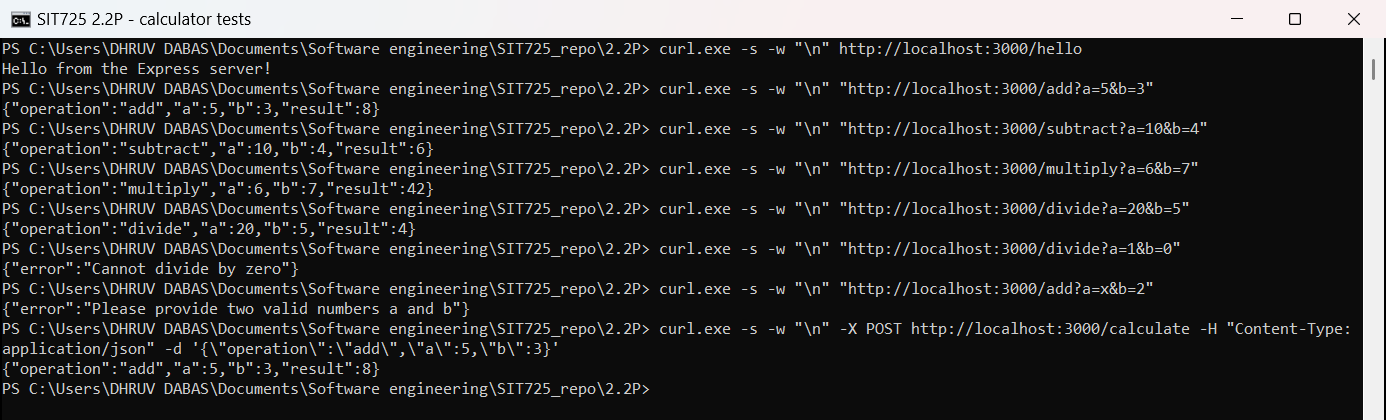 SIT725 2.2P - calculator tests
PS C:\Users\DHRUV DABAS\Documents\Software engineering\SIT725_repo\2.2P> curl.exe -s -w "\n" http://localhost:3000/hello
Hello from the Express server!
PS C:\Users\DHRUV DABAS\Documents\Software engineering\SIT725_repo\2.2P> curl.exe -s -w "\n" "http://localhost:3000/add?a=5&b=3"
{"operation":"add","a":5,"b":3,"result":8}
PS C:\Users\DHRUV DABAS\Documents\Software engineering\SIT725_repo\2.2P> curl.exe -s -w "\n" "http://localhost:3000/subtract?a=10&b=4"
{"operation":"subtract","a":10,"b":4,"result":6}
PS C:\Users\DHRUV DABAS\Documents\Software engineering\SIT725_repo\2.2P> curl.exe -s -w "\n" "http://localhost:3000/multiply?a=6&b=7"
{"operation":"multiply","a":6,"b":7,"result":42}
PS C:\Users\DHRUV DABAS\Documents\Software engineering\SIT725_repo\2.2P> curl.exe -s -w "\n" "http://localhost:3000/divide?a=20&b=5"
{"operation":"divide","a":20,"b":5,"result":4}
PS C:\Users\DHRUV DABAS\Documents\Software engineering\SIT725_repo\2.2P> curl.exe -s -w "\n" "http://localhost:3000/divide?a=1&b=0"
{"error":"Cannot divide by zero"}
PS C:\Users\DHRUV DABAS\Documents\Software engineering\SIT725_repo\2.2P> curl.exe -s -w "\n" "http://localhost:3000/add?a=x&b=2"
{"error":"Please provide two valid numbers a and b"}
PS C:\Users\DHRUV DABAS\Documents\Software engineering\SIT725_repo\2.2P> curl.exe -s -w "\n" -X POST http://localhost:3000/calculate -H "Content-Type:
application/json" -d '{\"operation\":\"add\",\"a\":5,\"b\":3}'
{"operation":"add","a":5,"b":3,"result":8}
PS C:\Users\DHRUV DABAS\Documents\Software engineering\SIT725_repo\2.2P>